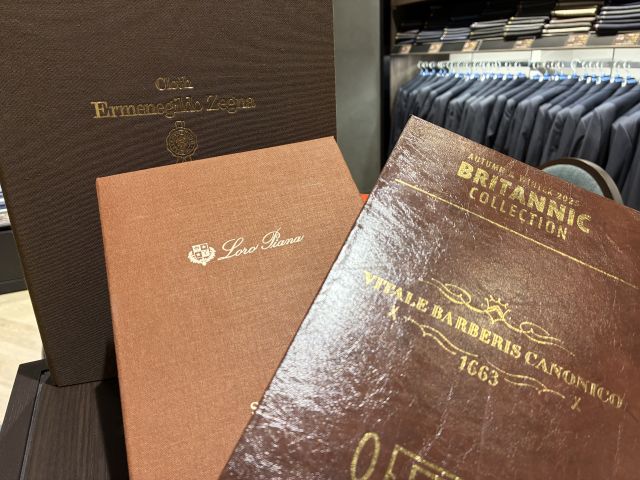 Cloth
Ermenegildo Zegna
Loro Piana
AUTUMN WINTER 2025
BRITANNIC
COLLECTION
VITALE BARBERIS CANONICO
1663